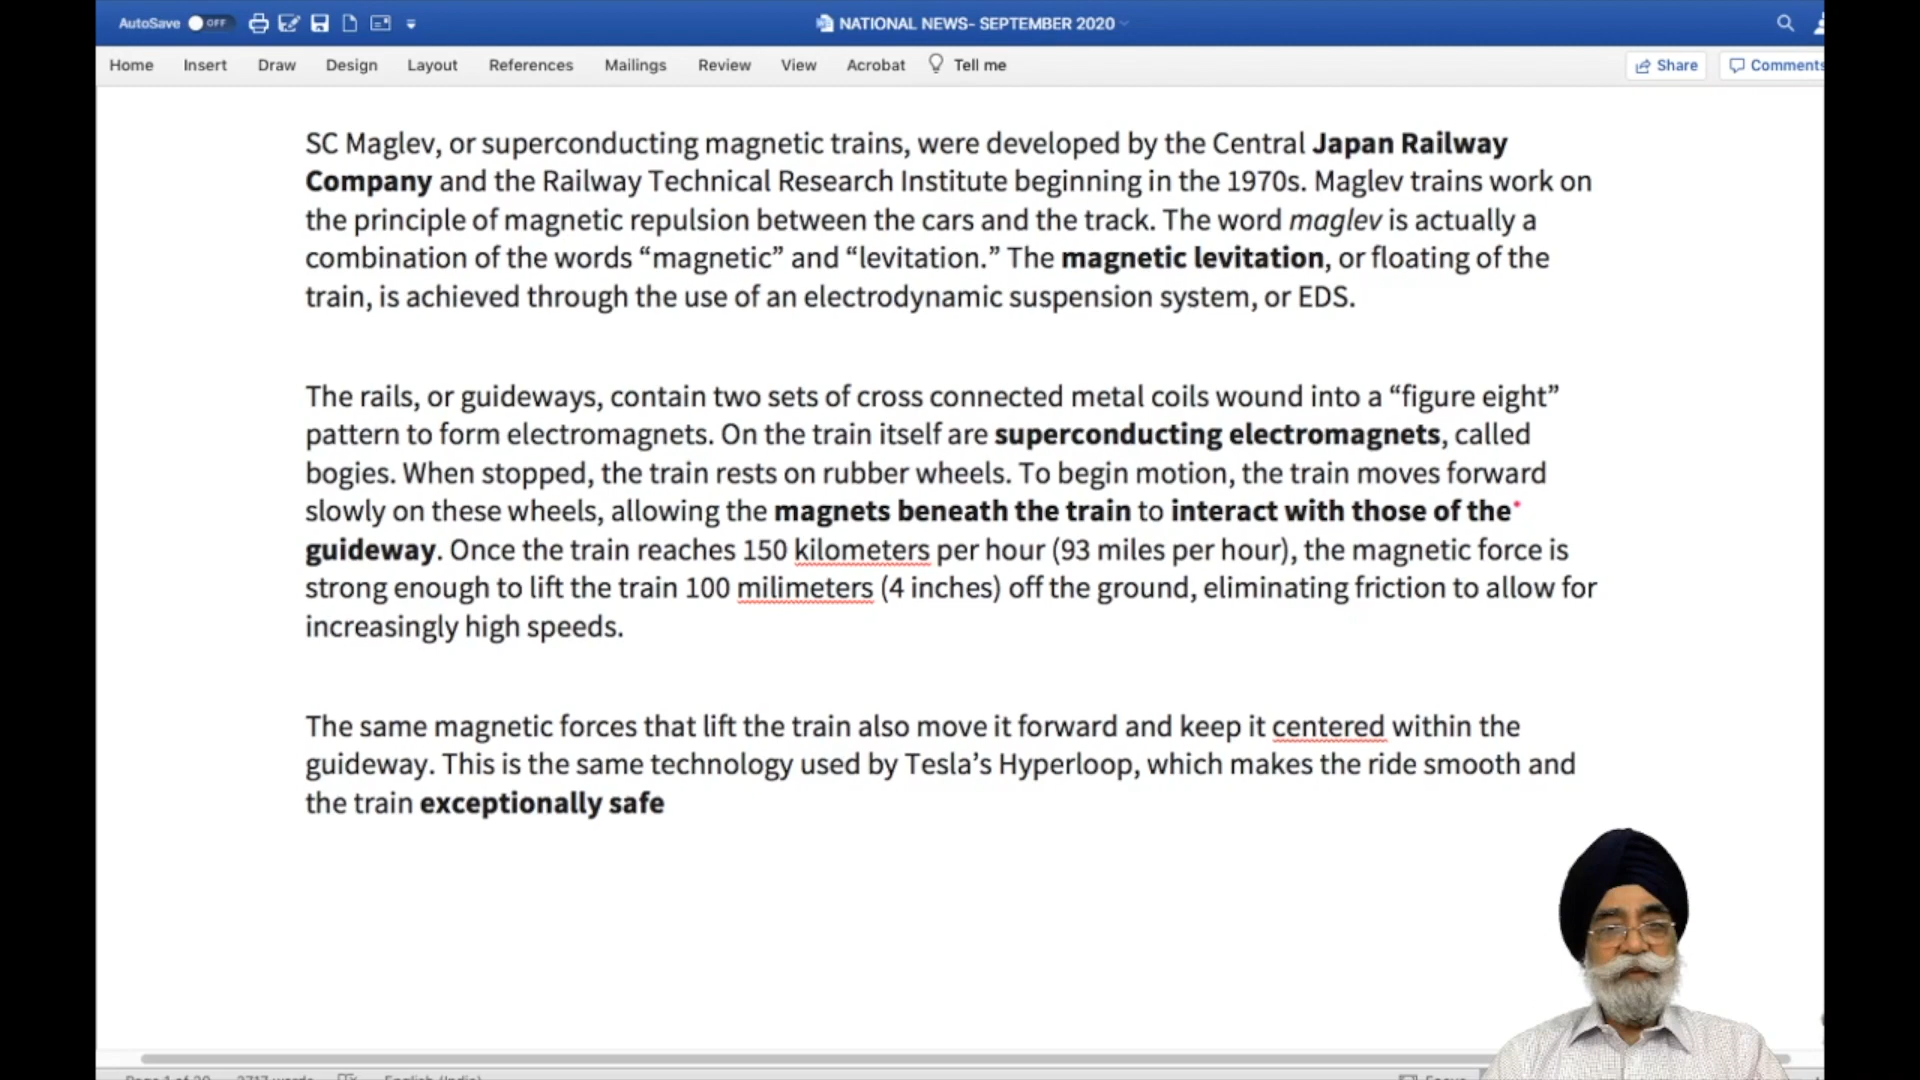 AutoSave OFF
NATIONAL NEWS- SEPTEMBER 2020
Home Insert Draw Design Layout References Mailings Review View Acrobat Tell me Share Comments
SC Maglev, or superconducting magnetic trains, were developed by the Central Japan Railway
Company and the Railway Technical Research Institute beginning in the 1970s. Maglev trains work on
the principle of magnetic repulsion between the cars and the track. The word maglev is actually a
combination of the words “magnetic” and “levitation.” The magnetic levitation, or floating of the
train, is achieved through the use of an electrodynamic suspension system, or EDS.
The rails, or guideways, contain two sets of cross connected metal coils wound into a “figure eight”
pattern to form electromagnets. On the train itself are superconducting electromagnets, called
bogies. When stopped, the train rests on rubber wheels. To begin motion, the train moves forward
slowly on these wheels, allowing the magnets beneath the train to interact with those of the
guideway. Once the train reaches 150 kilometers per hour (93 miles per hour), the magnetic force is
strong enough to lift the train 100 milimeters (4 inches) off the ground, eliminating friction to allow for
increasingly high speeds.
The same magnetic forces that lift the train also move it forward and keep it centered within the
guideway. This is the same technology used by Tesla’s Hyperloop, which makes the ride smooth and
the train exceptionally safe